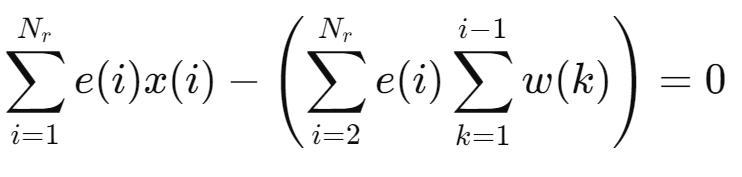 $$\sum_{i=1}^{N_r} e(i)x(i) - \left( \sum_{i=2}^{N_r} e(i) \sum_{k=1}^{i-1} w(k) \right) = 0$$